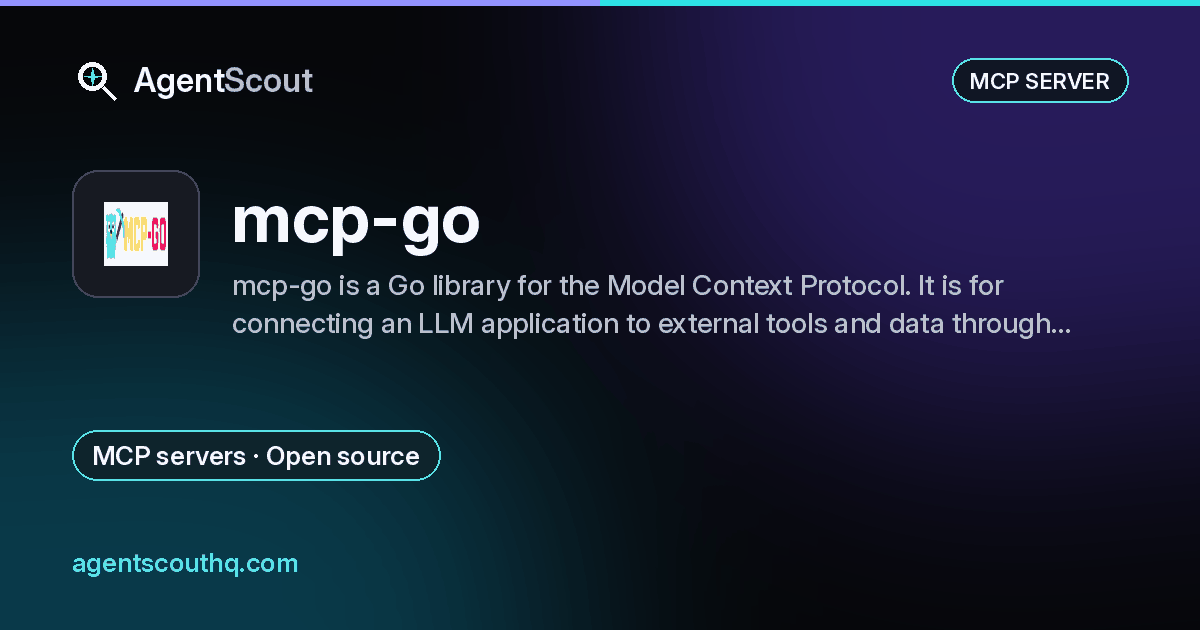 AgentScout
MCP SERVER
MCP-GO
mcp-go
mcp-go is a Go library for the Model Context Protocol. It is for
connecting an LLM application to external tools and data through...
MCP servers · Open source
agentscouthq.com